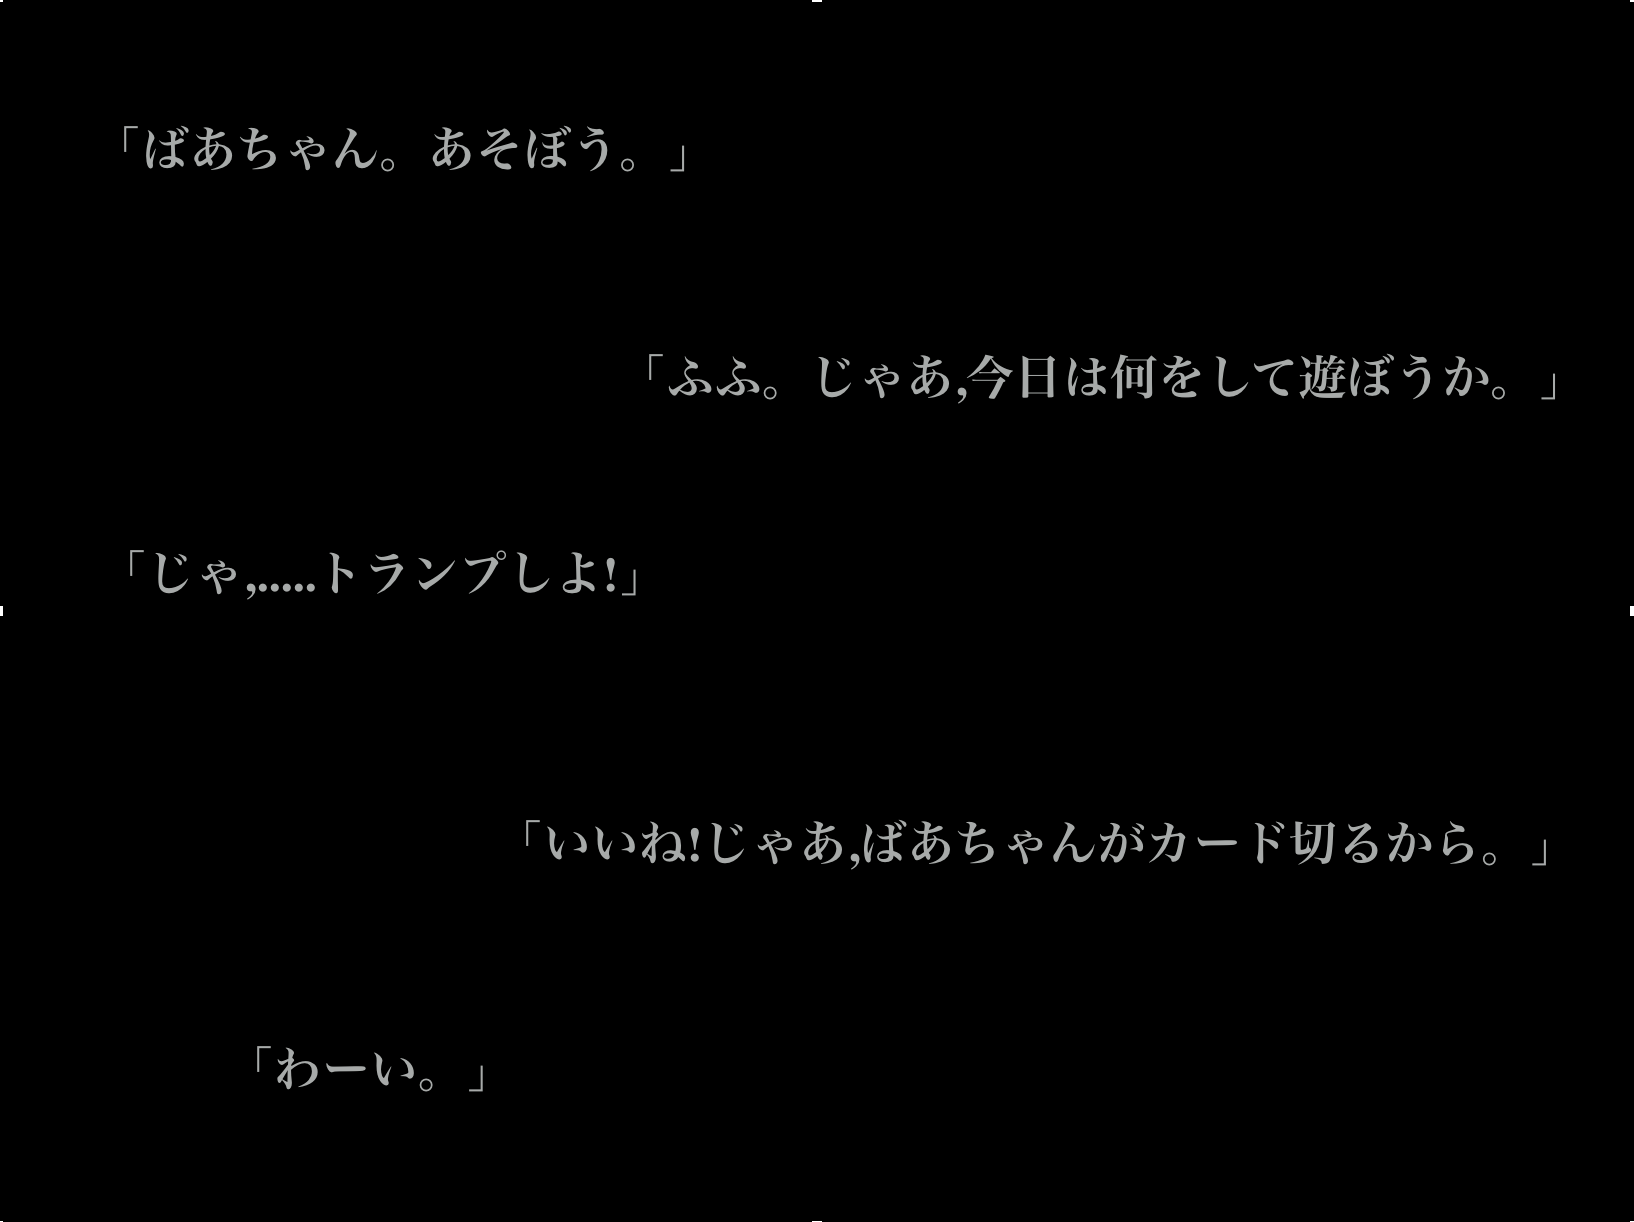 「ばあちゃん。あそぼう。」
「ふふ。じゃあ,今日は何をして遊ぼうか。」
「じゃ,.....トランプしよ!」
「いいね!じゃあ,ばあちゃんがカード切るから。」
「わーい。」